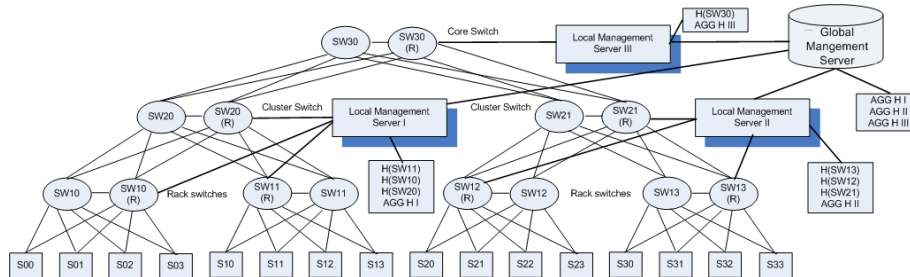 Core Switch
H(SW30)
AGG H III
SW30
SW30
(R)
Local Management
Server III
Global
Mangement
Server
AGG H I
AGG H II
AGG H III
SW20
SW20
(R)
Cluster Switch
Local Management
Server I
Cluster Switch
SW21
SW21
(R)
Local Management
Server II
H(SW11)
H(SW10)
H(SW20)
AGG H I
H(SW13)
H(SW12)
H(SW21)
AGG H II
SW10
SW10
(R)
Rack switches
SW11
(R)
SW11
Rack switches
SW12
(R)
SW12
SW13
SW13
(R)
S00
S01
S02
S03
S10
S11
S12
S13
S20
S21
S22
S23
S30
S31
S32
S33